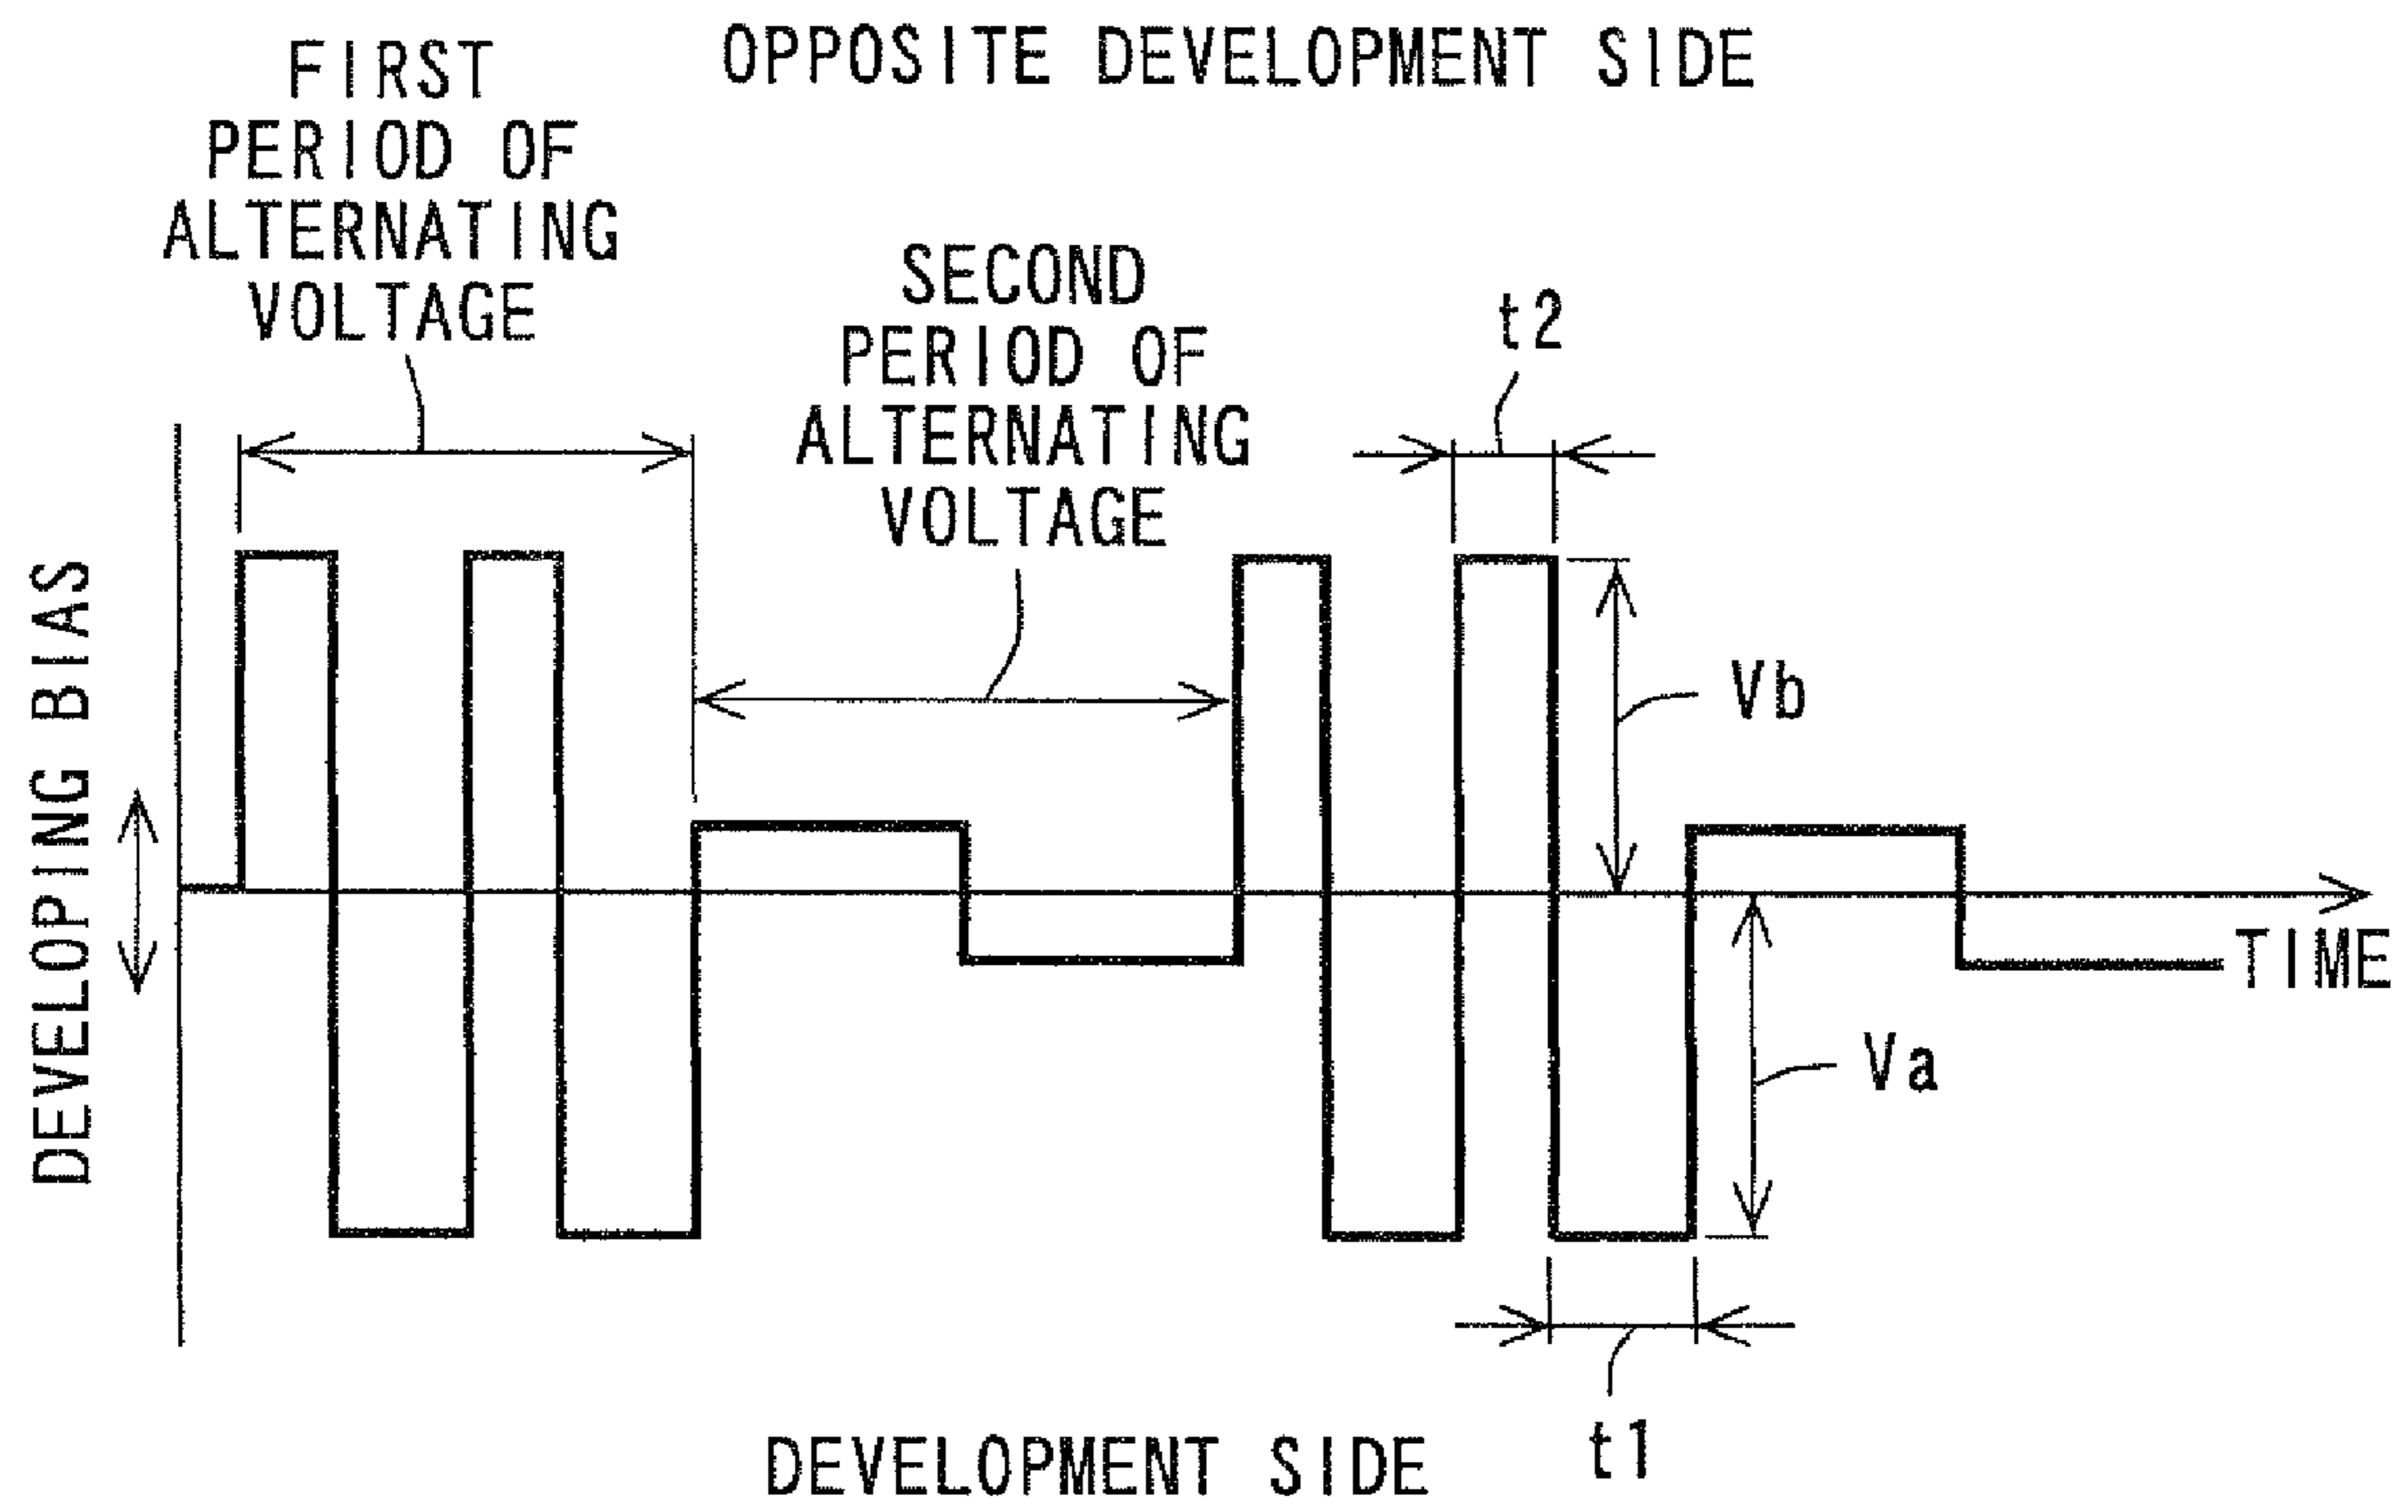 OPPOSITE DEVELOPMENT SIDE
FIRST
PERIOD OF
ALTERNATING
VOLTAGE
SECOND
PERIOD OF
ALTERNATING
VOLTAGE
t2
Vb
DEVELOPING BIAS
TIME
Va
t1
DEVELOPMENT SIDE